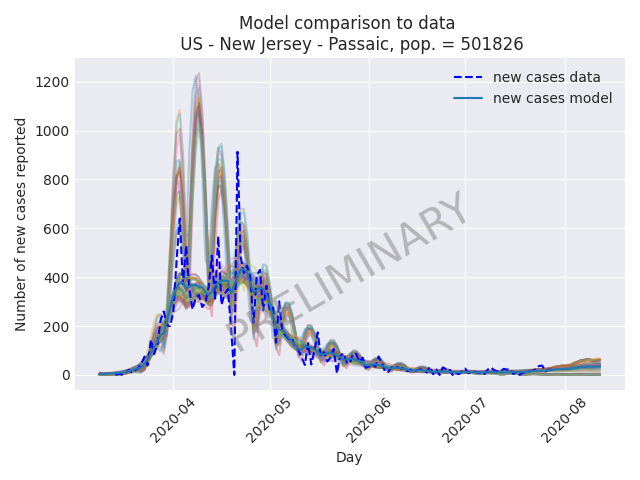 Model comparison to data
US - New Jersey - Passaic, pop. = 501826
new cases data
new cases model
Number of new cases reported
1200
1000
800
600
400
200
0
PRELIMINARY
2020-04
2020-05
2020-06
2020-07
2020-08
Day